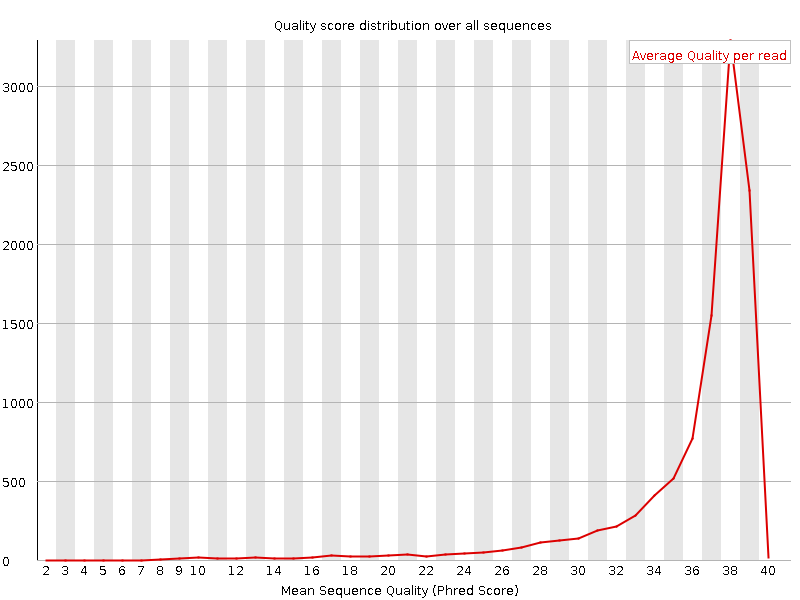 Quality score distribution over all sequences
Average Quality per read
3000
2500
2000
1500
1000
500
0
2 3 4 5 6 7 8 9 10 12 14 16 18 20 22 24 26 28 30 32 34 36 38 40
Mean Sequence Quality (Phred Score)